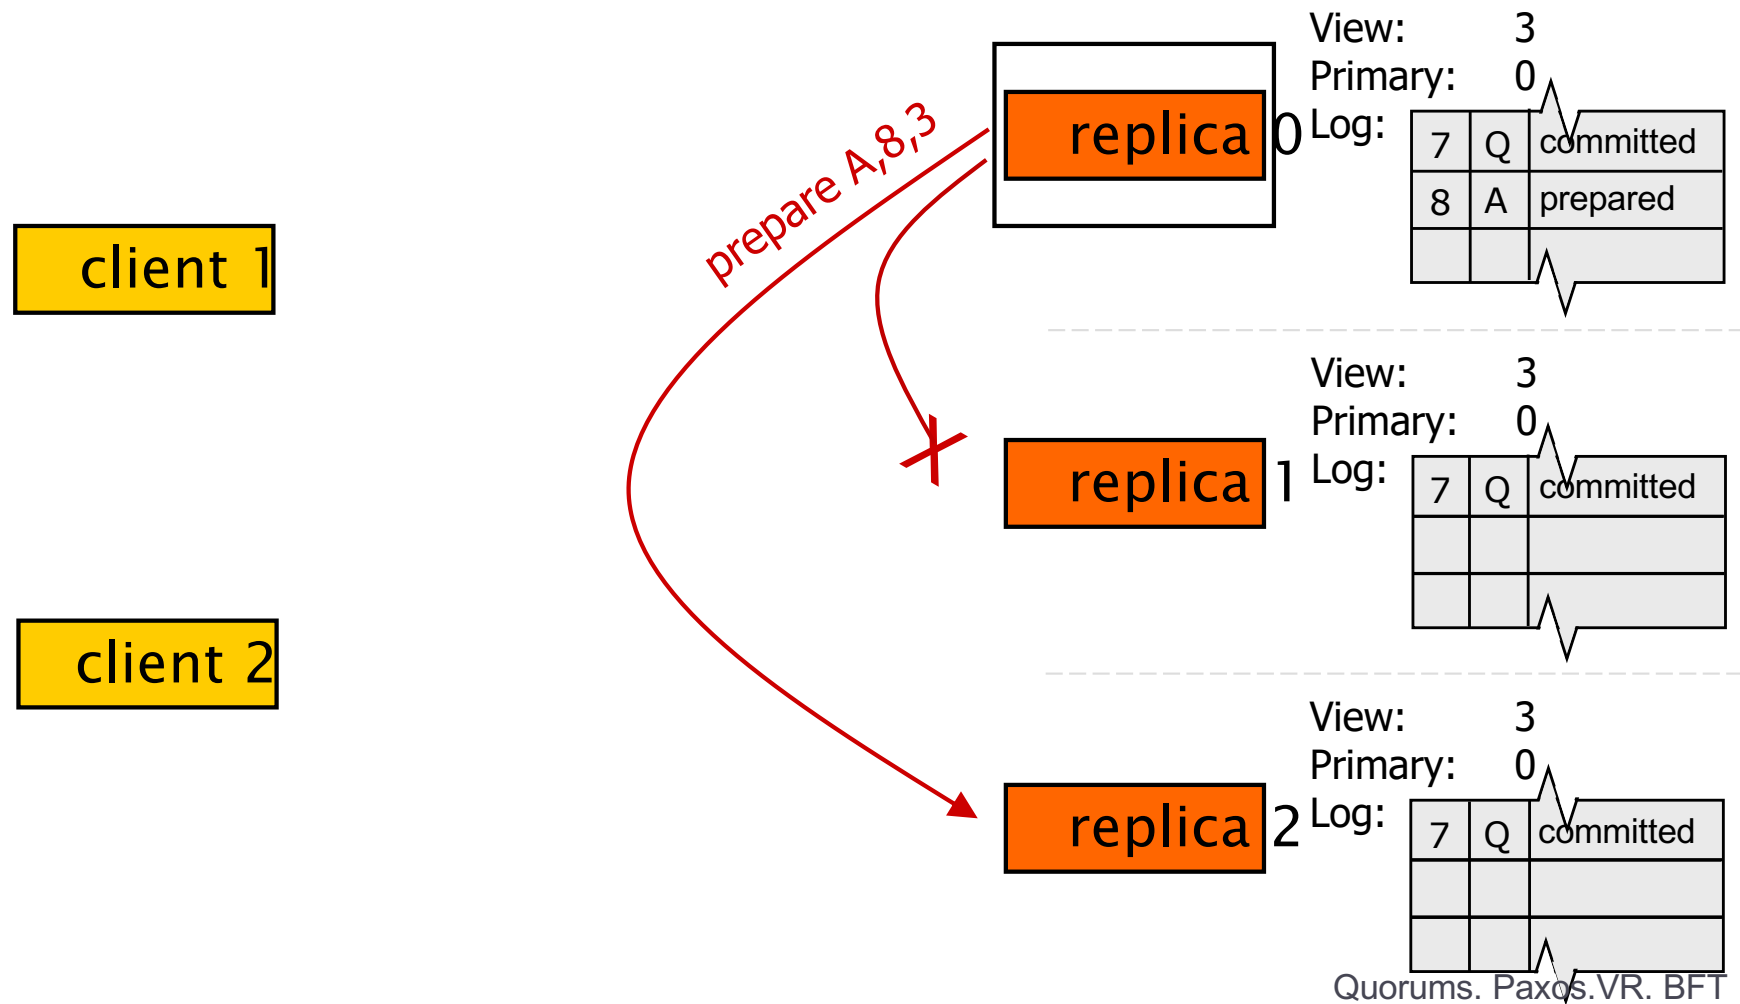 View: 3
Primary: 0
replica 0
Log:
7 Q committed
8 A prepared
prepare A,8,3
client 1
View: 3
Primary: 0
replica 1
Log:
7 Q committed
client 2
View: 3
Primary: 0
replica 2
Log:
7 Q committed
Quorums. Paxos.VR. BFT